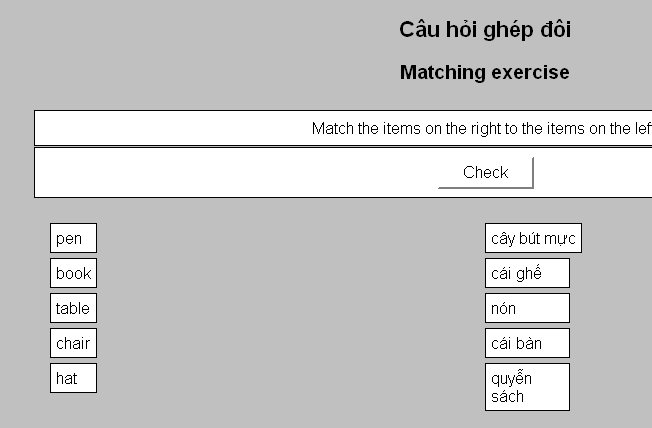 Câu hỏi ghép đôi
Matching exercise
Match the items on the right to the items on the lef
Check
pen
book
table
chair
hat
cây bút mực
cái ghế
nón
cái bàn
quyễn
sách